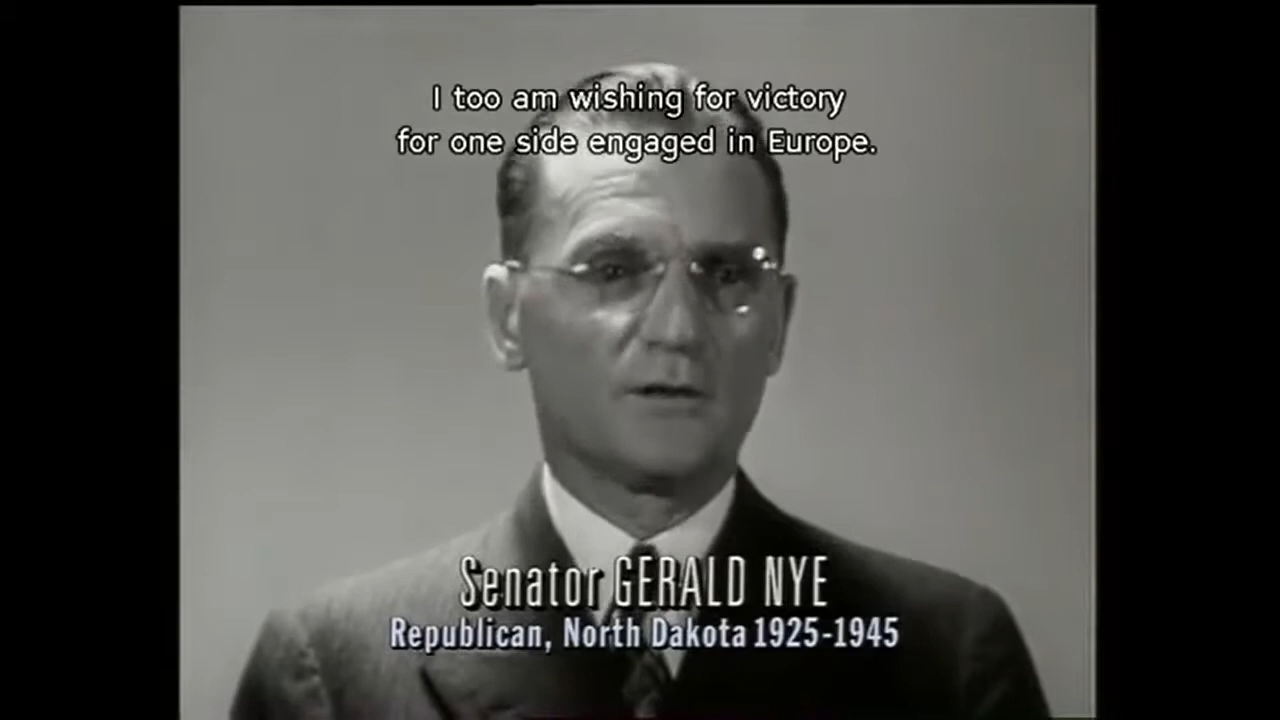 I too am wishing for victory
for one side engaged in Europe.
Senator GERALD NYE
Republican, North Dakota 1925-1945